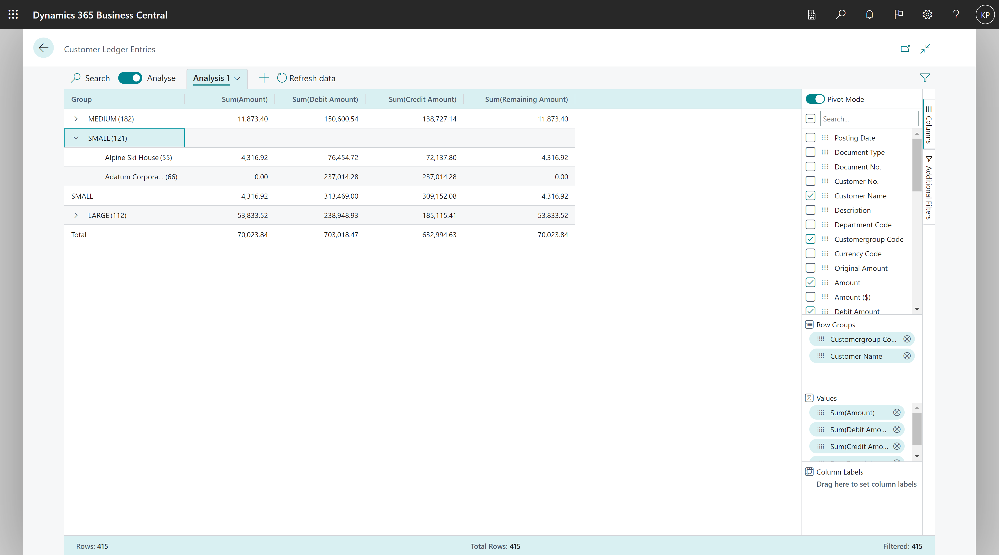 Dynamics 365 Business Central
KP
Customer Ledger Entries
Search Analyse Analysis 1 Refresh data
Group Sum(Amount) Sum(Debit Amount) Sum(Credit Amount) Sum(Remaining Amount)
MEDIUM (182) 11,873.40 150,600.54 138,727.14 11,873.40
SMALL (121)
Alpine Ski House (55) 4,316.92 76,454.72 72,137.80 4,316.92
Adatum Corpora... (66) 0.00 237,014.28 237,014.28 0.00
SMALL 4,316.92 313,469.00 309,152.08 4,316.92
LARGE (112) 53,833.52 238,948.93 185,115.41 53,833.52
Total 70,023.84 703,018.47 632,994.63 70,023.84
Pivot Mode
Search...
Posting Date
Document Type
Document No.
Customer No.
Customer Name
Description
Department Code
Customergroup Code
Currency Code
Original Amount
Amount
Amount ($)
Debit Amount
Row Groups
Customergroup Co...
Customer Name
Values
Sum(Amount)
Sum(Debit Amo...
Sum(Credit Amo...
Column Labels
Drag here to set column labels
Columns
Additional Filters
Rows: 415 Total Rows: 415 Filtered: 415